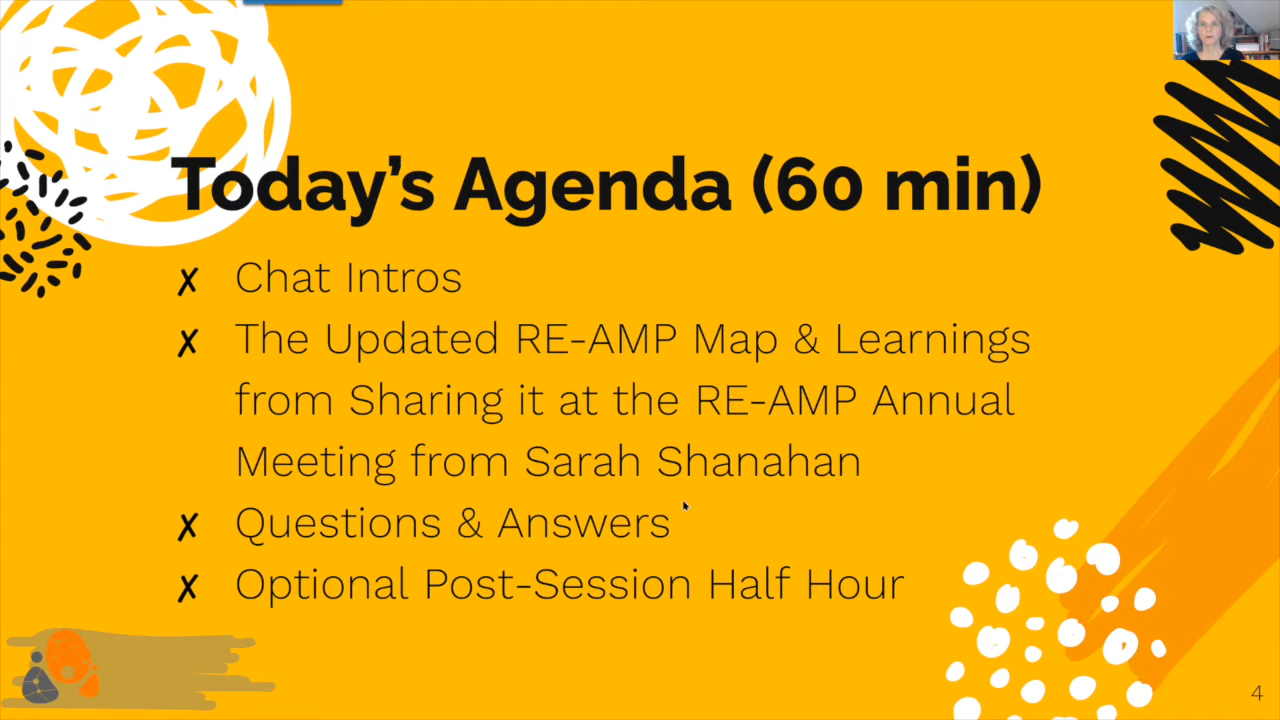 Today's Agenda (60 min)
✗ Chat Intros
✗ The Updated RE-AMP Map & Learnings
from Sharing it at the RE-AMP Annual
Meeting from Sarah Shanahan
✗ Questions & Answers
✗ Optional Post-Session Half Hour
4